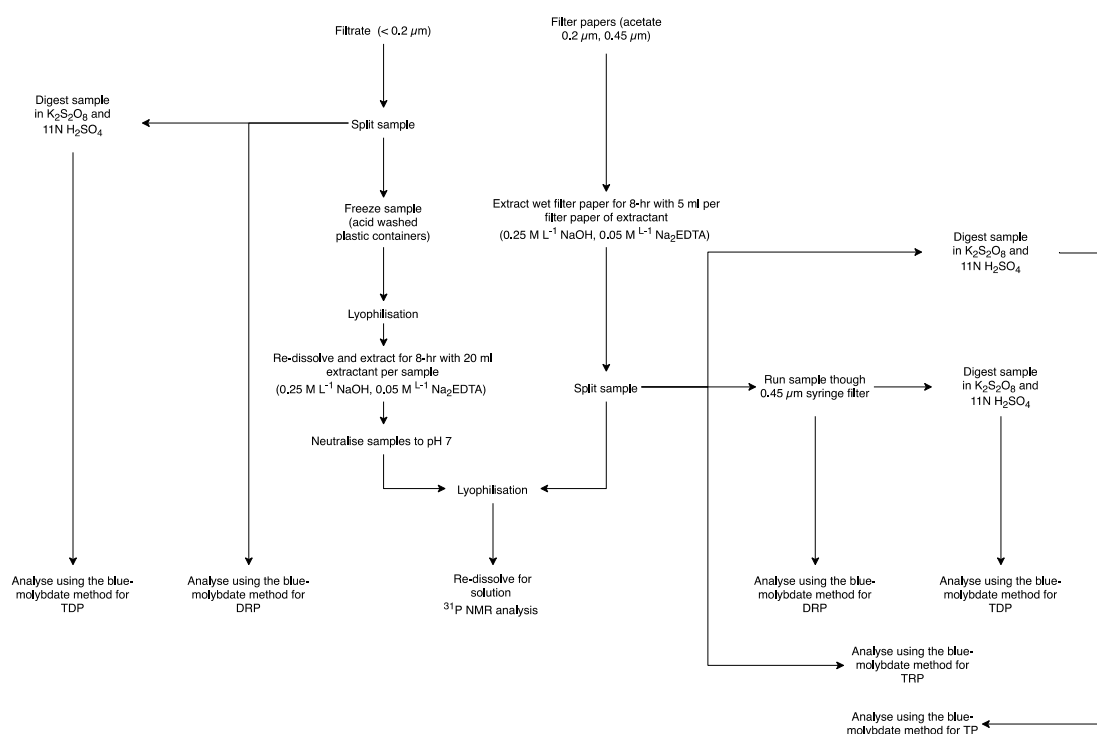 Filtrate (< 0.2 µm)
Filter papers (acetate
0.2 µm, 0.45 µm)
Digest sample
in K₂S₂O₈ and
11N H₂SO₄
Split sample
Freeze sample
(acid washed
plastic containers)
Extract wet filter paper for 8-hr with 5 ml per
filter paper of extractant
(0.25 M L⁻¹ NaOH, 0.05 M ᴸ⁻¹ Na₂EDTA)
Digest sample
in K₂S₂O₈ and
11N H₂SO₄
Lyophilisation
Re-dissolve and extract for 8-hr with 20 ml
extractant per sample
(0.25 M L⁻¹ NaOH, 0.05 M ᴸ⁻¹ Na₂EDTA)
Split sample
Run sample though
0.45 µm syringe filter
Digest sample
in K₂S₂O₈ and
11N H₂SO₄
Neutralise samples to pH 7
Lyophilisation
Analyse using the blue-
molybdate method for
TDP
Analyse using the blue-
molybdate method for
DRP
Re-dissolve for
solution
³¹P NMR analysis
Analyse using the blue-
molybdate method for
DRP
Analyse using the blue-
molybdate method for
TDP
Analyse using the blue-
molybdate method for
TRP
Analyse using the blue-
molybdate method for TP